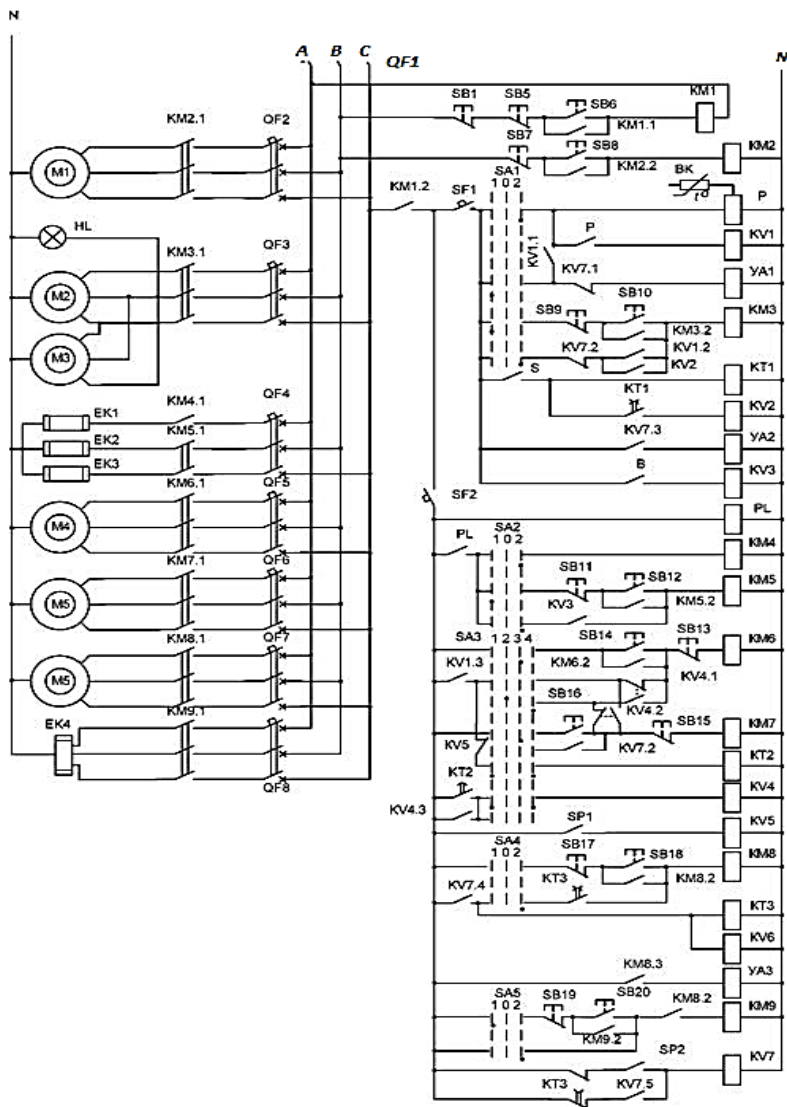 N
A B C QF1
N
KM1
SB1 SB5 SB6
KM1.1
KM2.1 QF2
SB7 SB8
KM2
KM2.2
M1
SA1
1 0 2
KM1.2 SF1
BK
t°
P
HL
P
KV1
KM3.1 QF3
KV1.1
KV7.1
УA1
M2
SB9 SB10
KM3
KM3.2
KV7.2
KV1.2
M3
S
KV2
KT1
EK1
KM4.1 QF4
KT1
KV2
EK2
KM5.1
KV7.3
УA2
EK3
B
KV3
KM6.1 QF5
SF2
PL
M4
PL
SA2
1 0 2
KM4
KM7.1 QF6
SB11
SB12
KM5
M5
KV3
KM5.2
KM8.1 QF7
SA3
1 2 3 4
SB14 SB13
KM6
M5
KV1.3
KM6.2
KV4.1
SB16
KV4.2
EK4
KM9.1
SB15
KM7
KV5
KV7.2
KT2
QF8
KT2
KV4
KV4.3
SP1
KV5
SA4
1 0 2
SB17
SB18
KM8
KV7.4
KT3
KM8.2
KT3
KV6
KM8.3
УA3
SA5
1 0 2
SB19 SB20
KM8.2
KM9
KM9.2
SP2
KV7
KT3
KV7.5